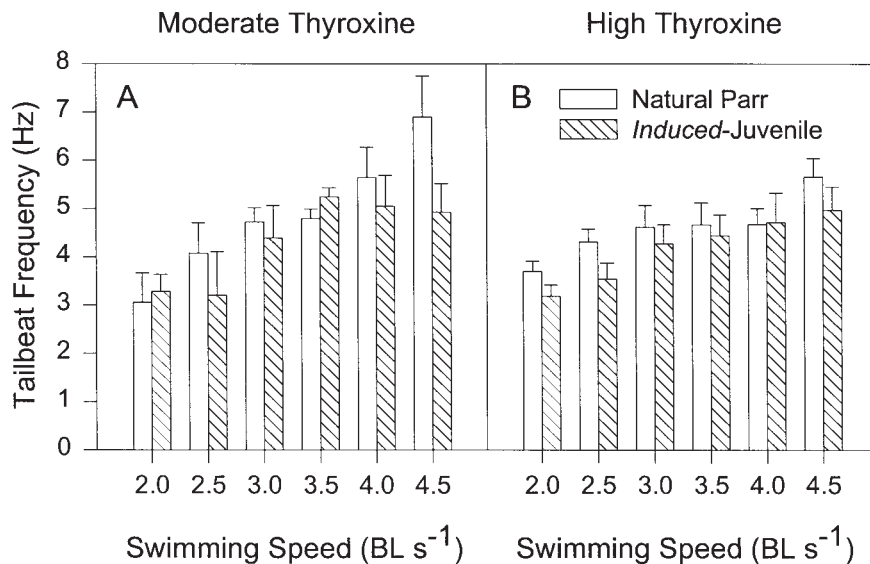 Moderate Thyroxine
High Thyroxine
Tailbeat Frequency (Hz)
8
7
6
5
4
3
2
1
0
A
B
Natural Parr
Induced-Juvenile
2.0 2.5 3.0 3.5 4.0 4.5
2.0 2.5 3.0 3.5 4.0 4.5
Swimming Speed (BL s⁻¹)
Swimming Speed (BL s⁻¹)